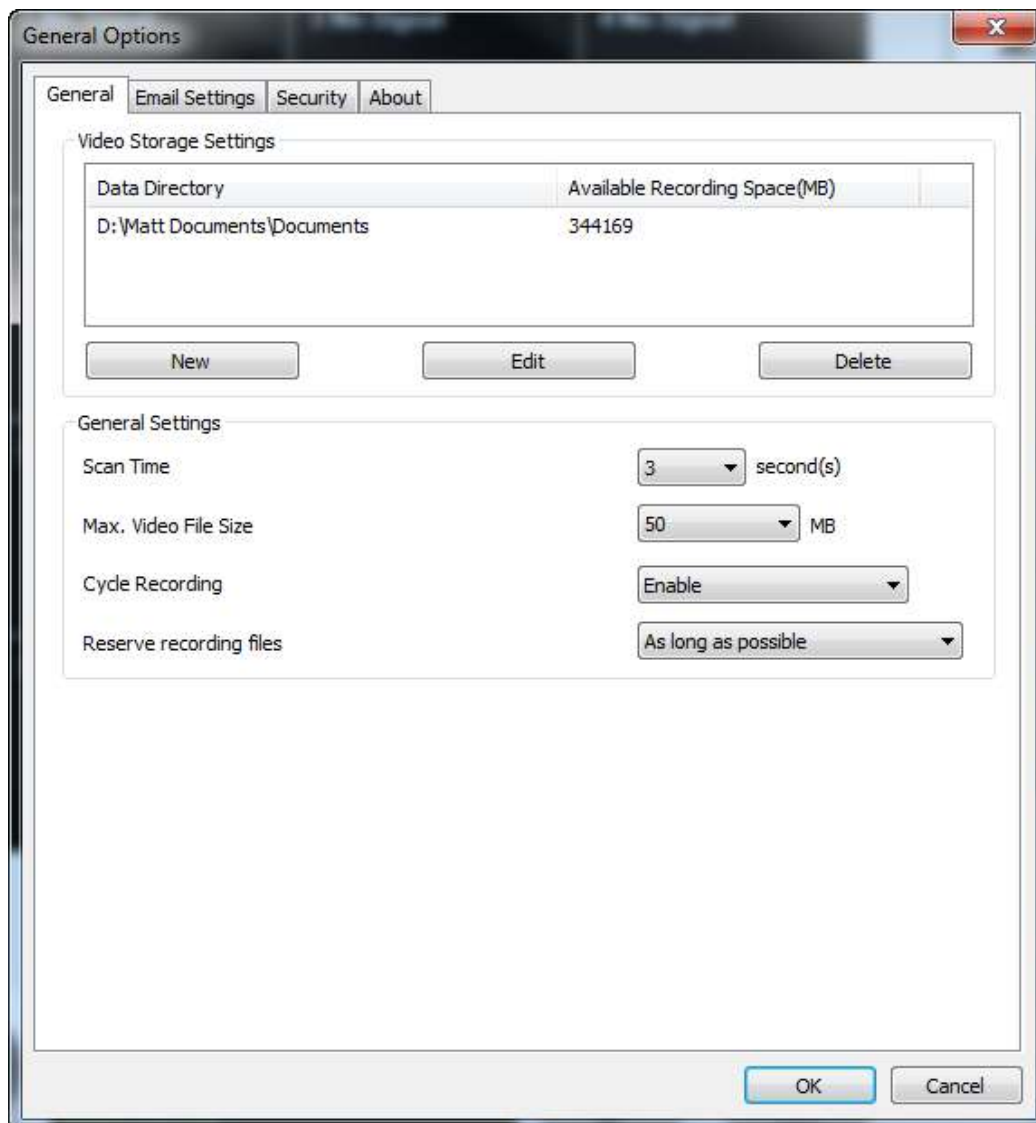 General Options
General Email Settings Security About
Video Storage Settings
Data Directory Available Recording Space(MB)
D:\Matt Documents\Documents 344169
New Edit Delete
General Settings
Scan Time 3 second(s)
Max. Video File Size 50 MB
Cycle Recording Enable
Reserve recording files As long as possible
OK Cancel